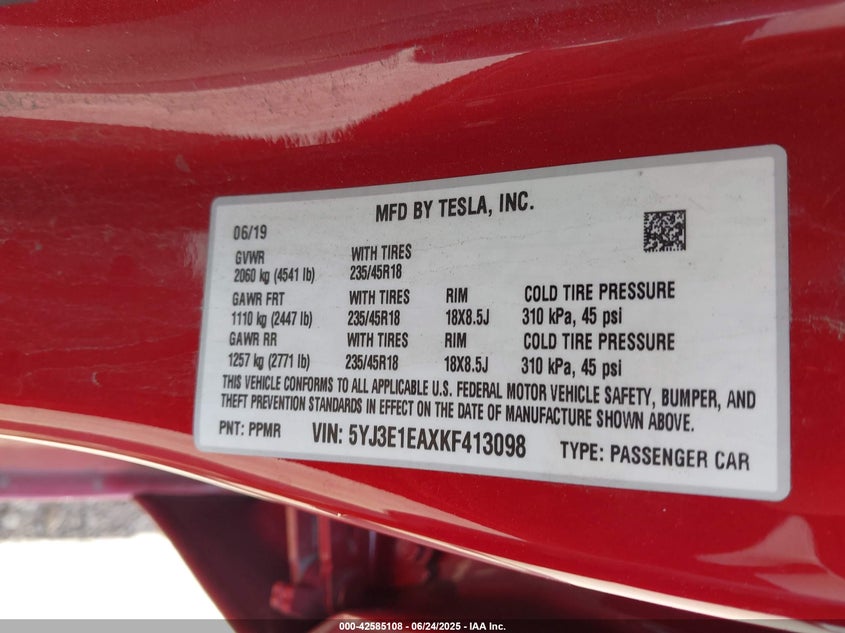 MFD BY TESLA, INC.
06/19
GVWR WITH TIRES
2060 kg (4541 lb) 235/45R18
GAWR FRT WITH TIRES RIM COLD TIRE PRESSURE
1110 kg (2447 lb) 235/45R18 18X8.5J 310 kPa, 45 psi
GAWR RR WITH TIRES RIM COLD TIRE PRESSURE
1257 kg (2771 lb) 235/45R18 18X8.5J 310 kPa, 45 psi
THIS VEHICLE CONFORMS TO ALL APPLICABLE U.S. FEDERAL MOTOR VEHICLE SAFETY, BUMPER, AND
THEFT PREVENTION STANDARDS IN EFFECT ON THE DATE OF MANUFACTURE SHOWN ABOVE.
PNT: PPMR VIN: 5YJ3E1EAXKF413098 TYPE: PASSENGER CAR
000-42585108 - 06/24/2025 - IAA Inc.